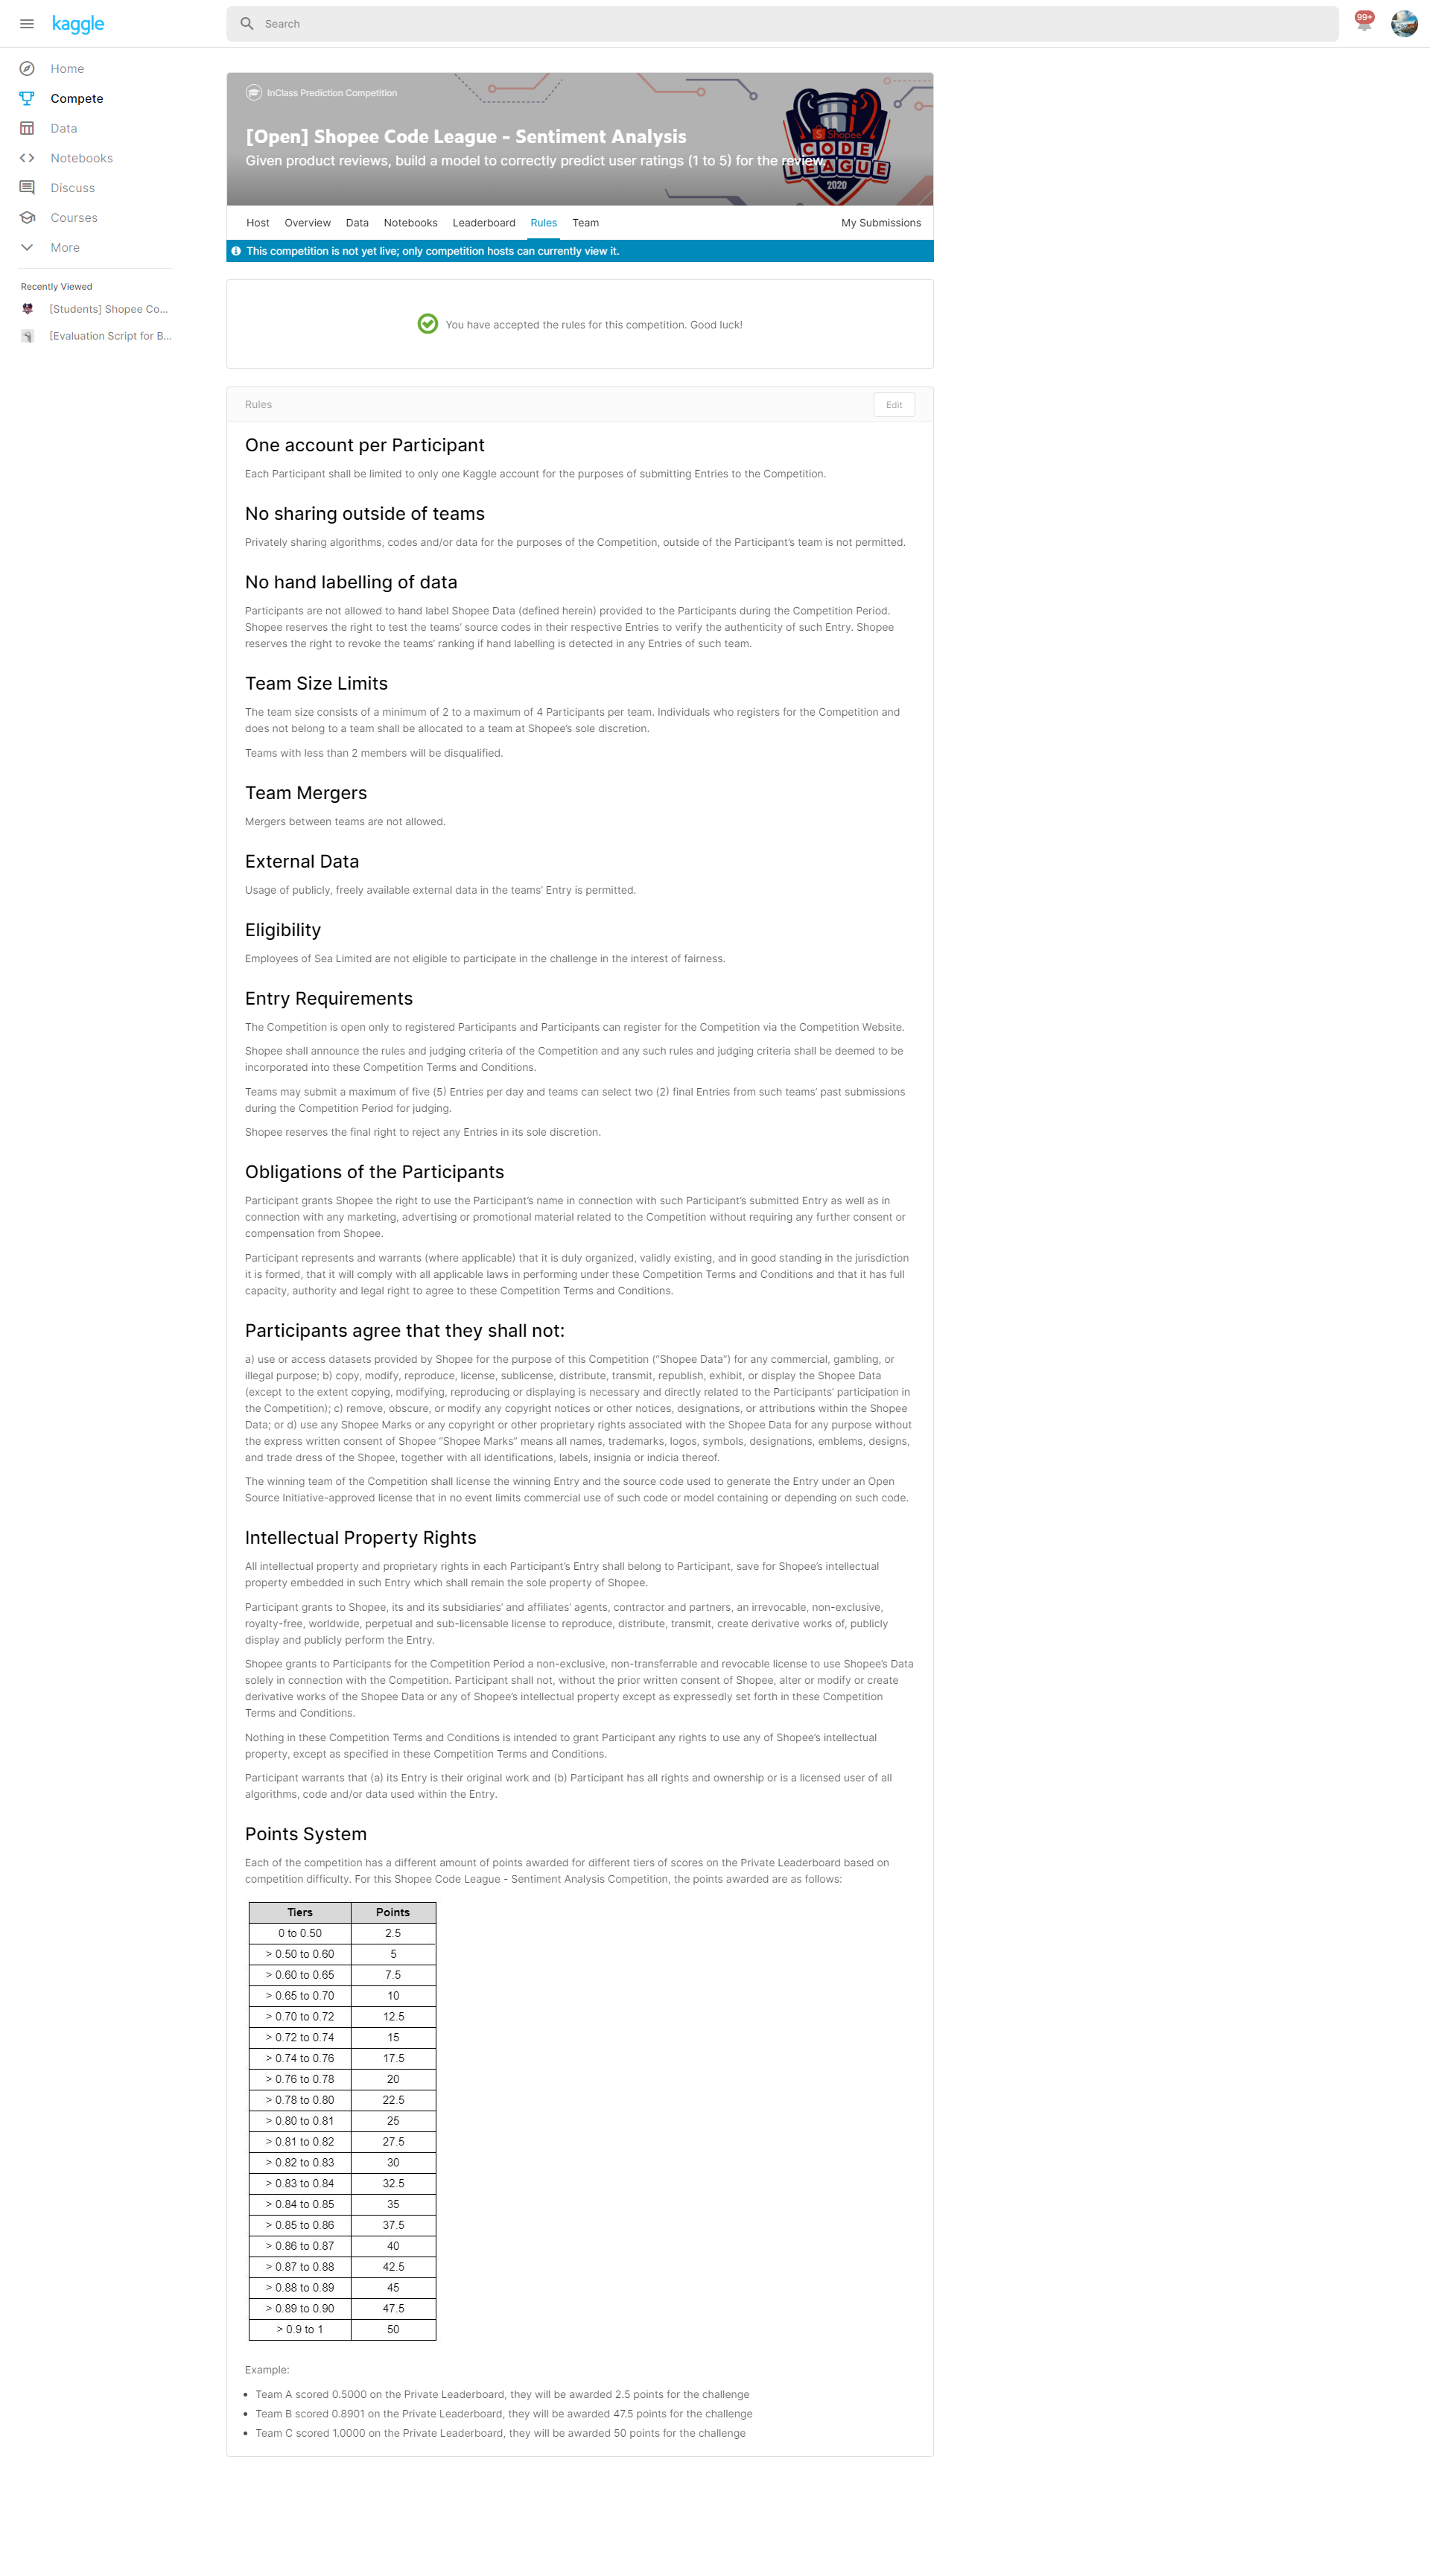 kaggle
Search
99+
Home
Compete
Data
Notebooks
Discuss
Courses
More
Recently Viewed
[Students] Shopee Co...
[Evaluation Script for B...
InClass Prediction Competition
[Open] Shopee Code League - Sentiment Analysis
Given product reviews, build a model to correctly predict user ratings (1 to 5) for the review.
Shopee
CODE
LEAGUE
2020
Host Overview Data Notebooks Leaderboard Rules Team My Submissions
This competition is not yet live; only competition hosts can currently view it.
You have accepted the rules for this competition. Good luck!
Rules
Edit
One account per Participant
Each Participant shall be limited to only one Kaggle account for the purposes of submitting Entries to the Competition.
No sharing outside of teams
Privately sharing algorithms, codes and/or data for the purposes of the Competition, outside of the Participant's team is not permitted.
No hand labelling of data
Participants are not allowed to hand label Shopee Data (defined herein) provided to the Participants during the Competition Period.
Shopee reserves the right to test the teams' source codes in their respective Entries to verify the authenticity of such Entry. Shopee
reserves the right to revoke the teams' ranking if hand labelling is detected in any Entries of such team.
Team Size Limits
The team size consists of a minimum of 2 to a maximum of 4 Participants per team. Individuals who registers for the Competition and
does not belong to a team shall be allocated to a team at Shopee's sole discretion.
Teams with less than 2 members will be disqualified.
Team Mergers
Mergers between teams are not allowed.
External Data
Usage of publicly, freely available external data in the teams' Entry is permitted.
Eligibility
Employees of Sea Limited are not eligible to participate in the challenge in the interest of fairness.
Entry Requirements
The Competition is open only to registered Participants and Participants can register for the Competition via the Competition Website.
Shopee shall announce the rules and judging criteria of the Competition and any such rules and judging criteria shall be deemed to be
incorporated into these Competition Terms and Conditions.
Teams may submit a maximum of five (5) Entries per day and teams can select two (2) final Entries from such teams' past submissions
during the Competition Period for judging.
Shopee reserves the final right to reject any Entries in its sole discretion.
Obligations of the Participants
Participant grants Shopee the right to use the Participant's name in connection with such Participant's submitted Entry as well as in
connection with any marketing, advertising or promotional material related to the Competition without requiring any further consent or
compensation from Shopee.
Participant represents and warrants (where applicable) that it is duly organized, validly existing, and in good standing in the jurisdiction
it is formed, that it will comply with all applicable laws in performing under these Competition Terms and Conditions and that it has full
capacity, authority and legal right to agree to these Competition Terms and Conditions.
Participants agree that they shall not:
a) use or access datasets provided by Shopee for the purpose of this Competition ("Shopee Data") for any commercial, gambling, or
illegal purpose; b) copy, modify, reproduce, license, sublicense, distribute, transmit, republish, exhibit, or display the Shopee Data
(except to the extent copying, modifying, reproducing or displaying is necessary and directly related to the Participants' participation in
the Competition); c) remove, obscure, or modify any copyright notices or other notices, designations, or attributions within the Shopee
Data; or d) use any Shopee Marks or any copyright or other proprietary rights associated with the Shopee Data for any purpose without
the express written consent of Shopee "Shopee Marks" means all names, trademarks, logos, symbols, designations, emblems, designs,
and trade dress of the Shopee, together with all identifications, labels, insignia or indicia thereof.
The winning team of the Competition shall license the winning Entry and the source code used to generate the Entry under an Open
Source Initiative-approved license that in no event limits commercial use of such code or model containing or depending on such code.
Intellectual Property Rights
All intellectual property and proprietary rights in each Participant's Entry shall belong to Participant, save for Shopee's intellectual
property embedded in such Entry which shall remain the sole property of Shopee.
Participant grants to Shopee, its and its subsidiaries' and affiliates' agents, contractor and partners, an irrevocable, non-exclusive,
royalty-free, worldwide, perpetual and sub-licensable license to reproduce, distribute, transmit, create derivative works of, publicly
display and publicly perform the Entry.
Shopee grants to Participants for the Competition Period a non-exclusive, non-transferrable and revocable license to use Shopee's Data
solely in connection with the Competition. Participant shall not, without the prior written consent of Shopee, alter or modify or create
derivative works of the Shopee Data or any of Shopee's intellectual property except as expressedly set forth in these Competition
Terms and Conditions.
Nothing in these Competition Terms and Conditions is intended to grant Participant any rights to use any of Shopee's intellectual
property, except as specified in these Competition Terms and Conditions.
Participant warrants that (a) its Entry is their original work and (b) Participant has all rights and ownership or is a licensed user of all
algorithms, code and/or data used within the Entry.
Points System
Each of the competition has a different amount of points awarded for different tiers of scores on the Private Leaderboard based on
competition difficulty. For this Shopee Code League - Sentiment Analysis Competition, the points awarded are as follows:
Tiers Points
0 to 0.50 2.5
> 0.50 to 0.60 5
> 0.60 to 0.65 7.5
> 0.65 to 0.70 10
> 0.70 to 0.72 12.5
> 0.72 to 0.74 15
> 0.74 to 0.76 17.5
> 0.76 to 0.78 20
> 0.78 to 0.80 22.5
> 0.80 to 0.81 25
> 0.81 to 0.82 27.5
> 0.82 to 0.83 30
> 0.83 to 0.84 32.5
> 0.84 to 0.85 35
> 0.85 to 0.86 37.5
> 0.86 to 0.87 40
> 0.87 to 0.88 42.5
> 0.88 to 0.89 45
> 0.89 to 0.90 47.5
> 0.9 to 1 50
Example:
• Team A scored 0.5000 on the Private Leaderboard, they will be awarded 2.5 points for the challenge
• Team B scored 0.8901 on the Private Leaderboard, they will be awarded 47.5 points for the challenge
• Team C scored 1.0000 on the Private Leaderboard, they will be awarded 50 points for the challenge